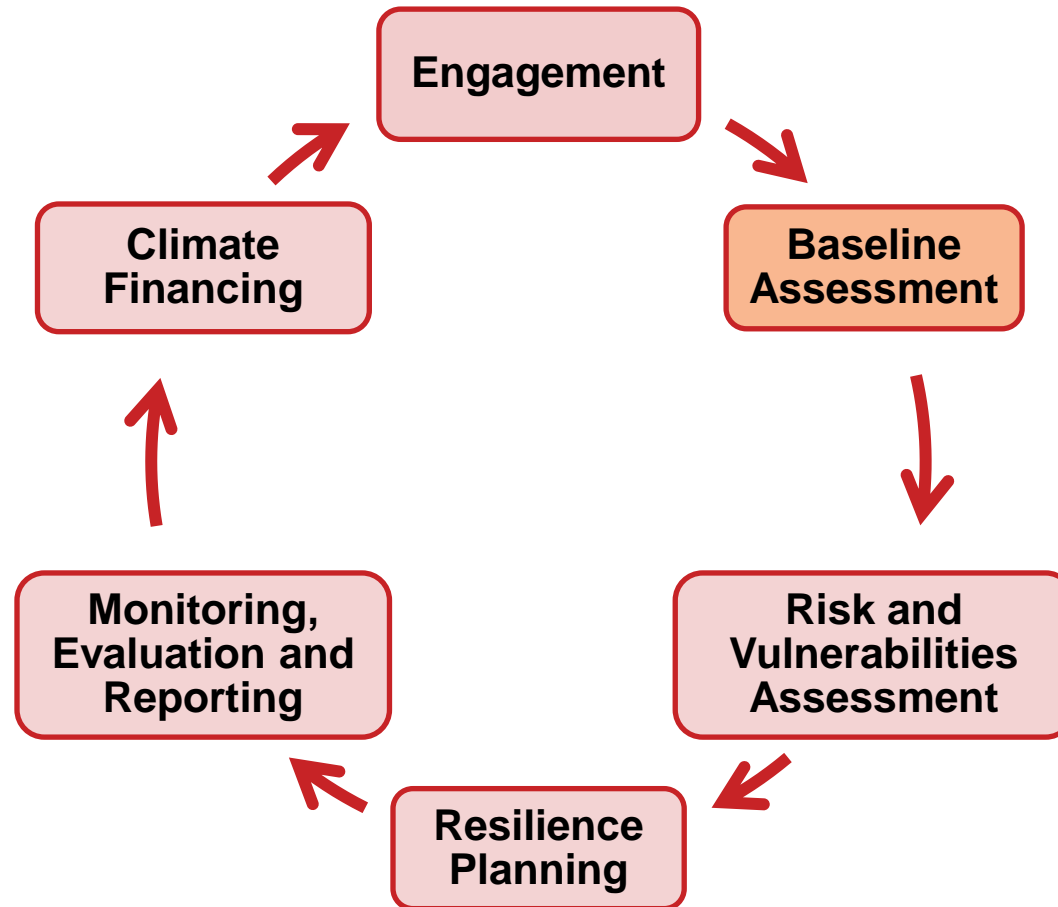 Engagement
Baseline
Assessment
Risk and
Vulnerabilities
Assessment
Resilience
Planning
Monitoring,
Evaluation and
Reporting
Climate
Financing